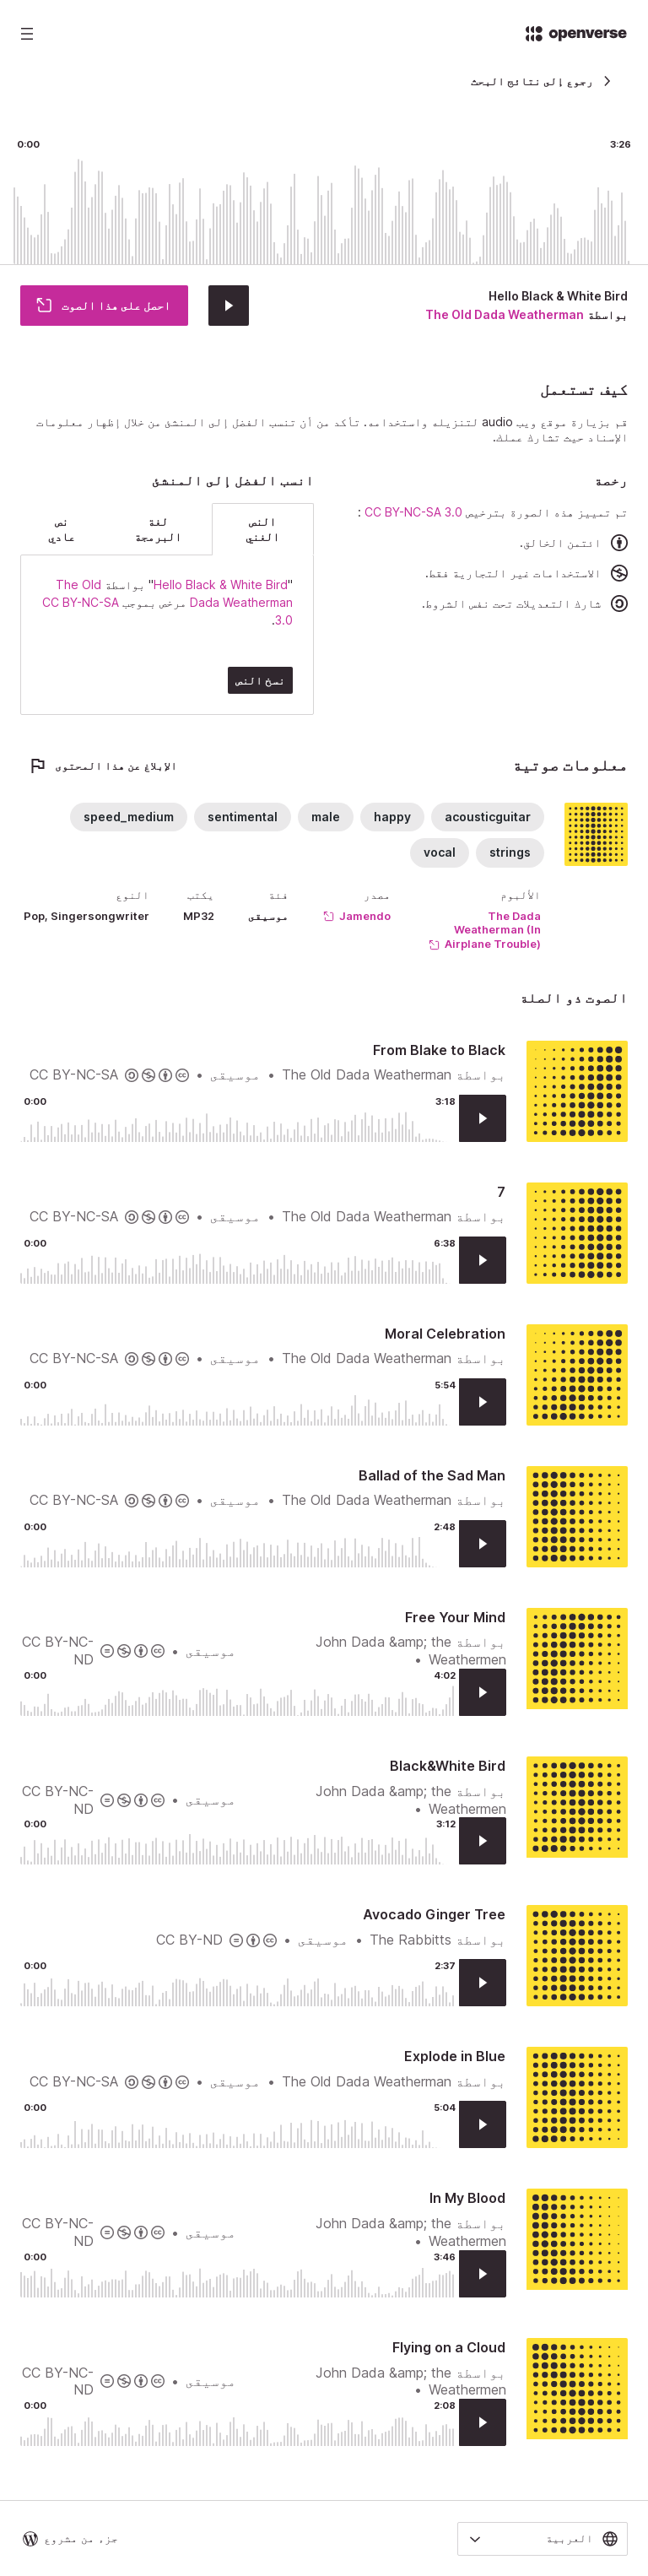 openverse
رجوع إلى نتائج البحث
0:00 3:26
Hello Black & White Bird
بواسطة The Old Dada Weatherman
احصل على هذا الصوت
كيف تستعمل
قم بزيارة موقع ويب audio لتنزيله واستخدامه. تأكد من أن تنسب الفضل إلى المنشئ من خلال إظهار معلومات
الإسناد حيث تشارك عملك.
رخصة
تم تمييز هذه الصورة بترخيص CC BY-NC-SA 3.0 :
ائتمن الخالق.
الاستخدامات غير التجارية فقط.
شارك التعديلات تحت نفس الشروط.
انسب الفضل إلى المنشئ
النص الغني
لغة البرمجة
نص عادي
"Hello Black & White Bird" بواسطة The Old
Dada Weatherman مرخص بموجب CC BY-NC-SA
3.0.
نسخ النص
معلومات صوتية
الإبلاغ عن هذا المحتوى
acousticguitar happy male sentimental speed_medium
strings vocal
الألبوم
The Dada
Weatherman (In
Airplane Trouble)
مصدر
Jamendo
فئة
موسيقى
يكتب
MP32
النوع
Pop, Singersongwriter
الصوت ذو الصلة
From Blake to Black
بواسطة The Old Dada Weatherman • موسيقى • CC BY-NC-SA
0:00 3:18
7
بواسطة The Old Dada Weatherman • موسيقى • CC BY-NC-SA
0:00 6:38
Moral Celebration
بواسطة The Old Dada Weatherman • موسيقى • CC BY-NC-SA
0:00 5:54
Ballad of the Sad Man
بواسطة The Old Dada Weatherman • موسيقى • CC BY-NC-SA
0:00 2:48
Free Your Mind
بواسطة John Dada &amp; the
Weathermen • موسيقى • CC BY-NC-
ND
0:00 4:02
Black&White Bird
بواسطة John Dada &amp; the
Weathermen • موسيقى • CC BY-NC-
ND
0:00 3:12
Avocado Ginger Tree
بواسطة The Rabbitts • موسيقى • CC BY-ND
0:00 2:37
Explode in Blue
بواسطة The Old Dada Weatherman • موسيقى • CC BY-NC-SA
0:00 5:04
In My Blood
بواسطة John Dada &amp; the
Weathermen • موسيقى • CC BY-NC-
ND
0:00 3:46
Flying on a Cloud
بواسطة John Dada &amp; the
Weathermen • موسيقى • CC BY-NC-
ND
0:00 2:08
العربية
جزء من مشروع